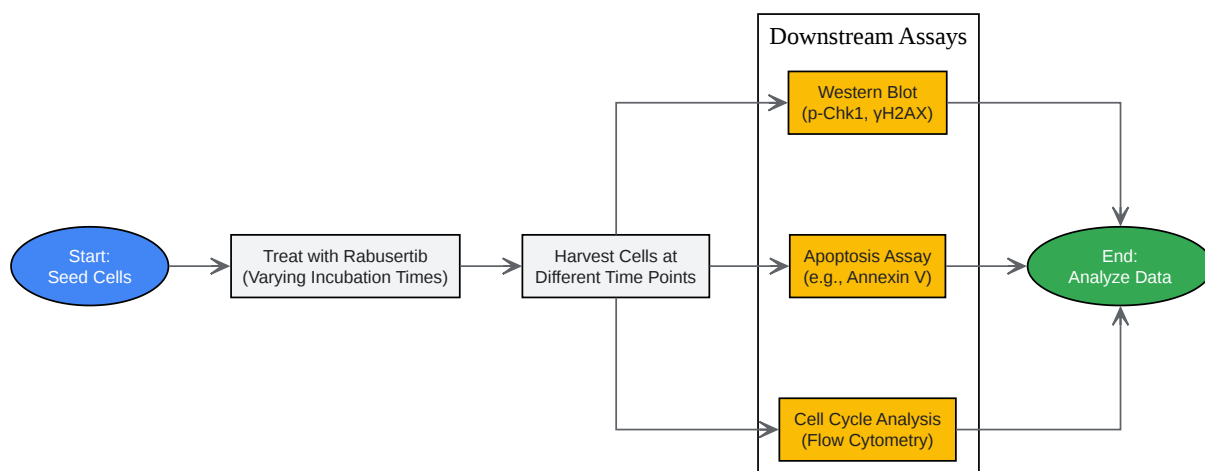 Downstream Assays
Western Blot
(p-Chk1, γH2AX)
Start:
Seed Cells
Treat with Rabusertib
(Varying Incubation Times)
Harvest Cells at
Different Time Points
Apoptosis Assay
(e.g., Annexin V)
End:
Analyze Data
Cell Cycle Analysis
(Flow Cytometry)